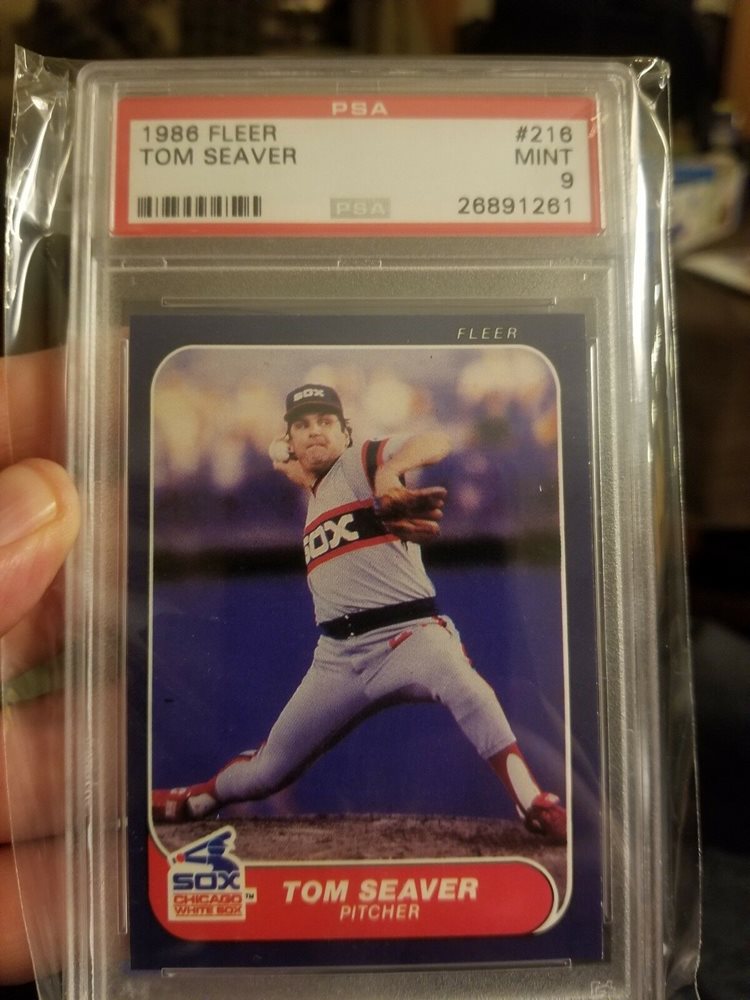 PSA
1986 FLEER #216
TOM SEAVER MINT
9
PSA 26891261
FLEER
SOX
SOX
SOX
CHICAGO
WHITE SOX
TM
TOM SEAVER
PITCHER